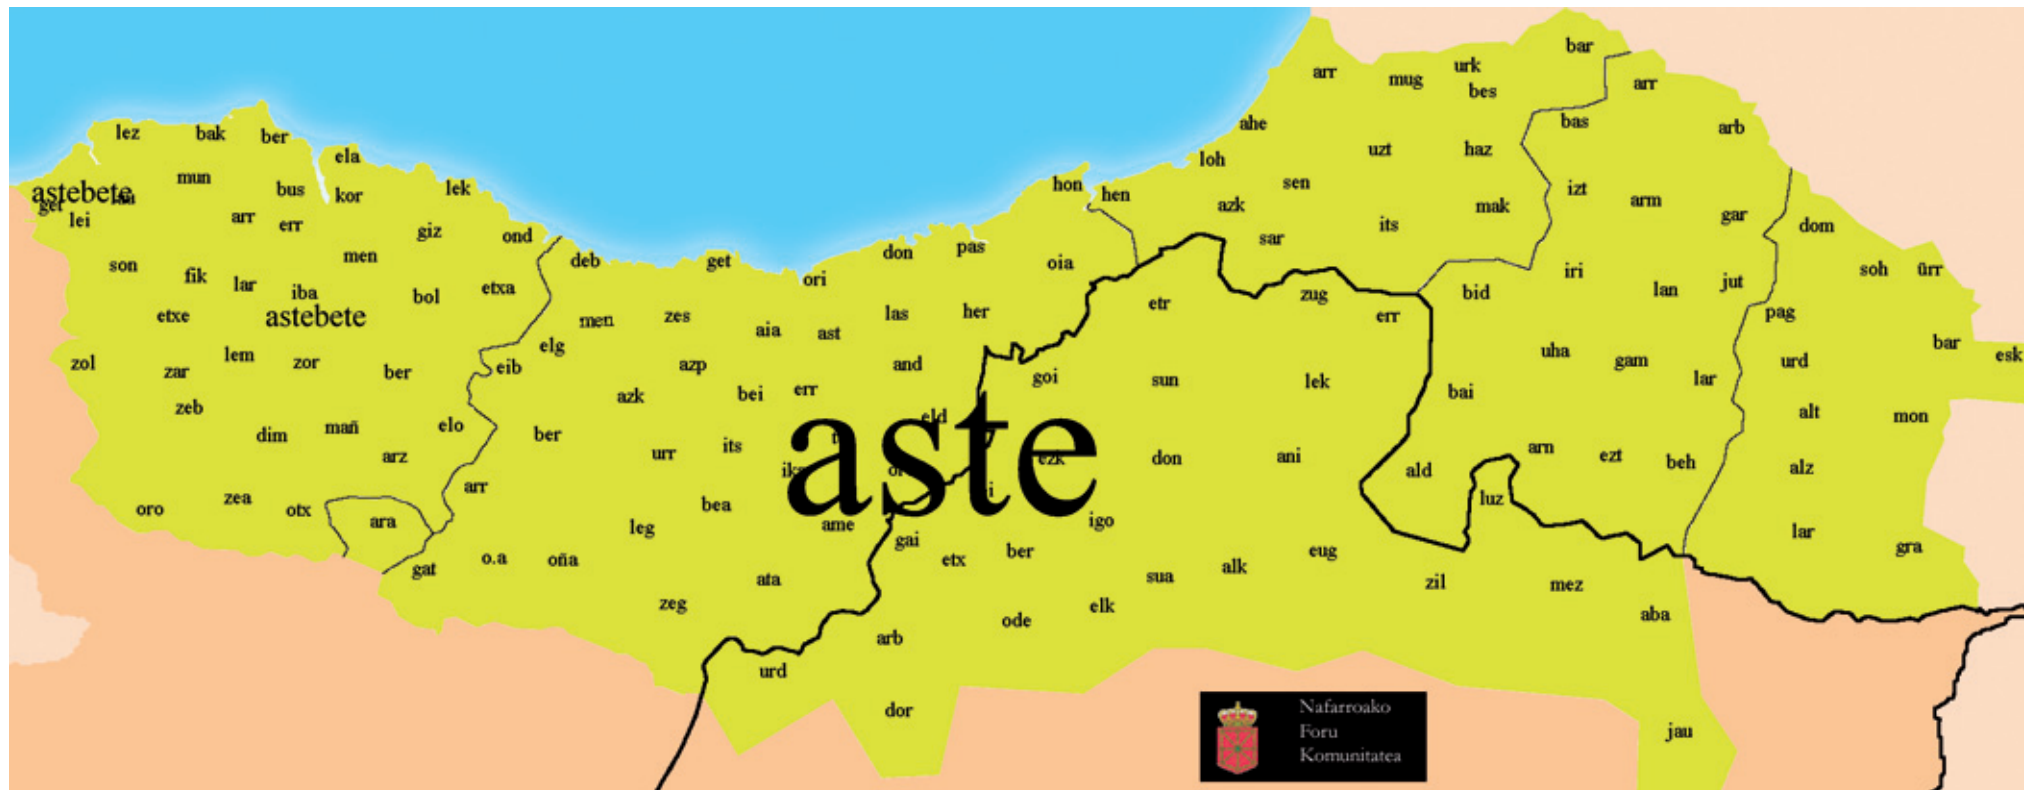 bar
urk
arr
mug
arr
bes
ahe
bas
arb
lez
bak
ber
ela
loh
uzt
haz
mun
bus
kor
lek
hon
hen
sen
izt
astebete
get
lei
arr
err
giz
azk
its
mak
arm
gar
dom
ond
sar
son
fik
lar
men
iba
bol
etxa
deb
get
ori
don
pas
oia
iri
lan
jut
soh
ürr
etxe
astebete
men
zes
aia
ast
las
her
etr
zug
err
bid
pag
zol
zar
lem
zor
ber
elg
eib
azp
and
goi
sun
lek
uha
gam
lar
urd
bar
esk
zeb
azk
bei
err
bai
alt
mon
dim
mañ
elo
ber
its
aste
eld
arz
urr
ezk
don
ani
ald
arn
ezt
beh
alz
oro
zea
otx
ara
arr
leg
bea
ame
igo
luz
lar
gat
o.a
oña
ata
gai
etx
ber
sua
alk
eug
zil
mez
gra
zeg
arb
ode
elk
aba
urd
dor
jau
Nafarroako
Foru
Komunitatea